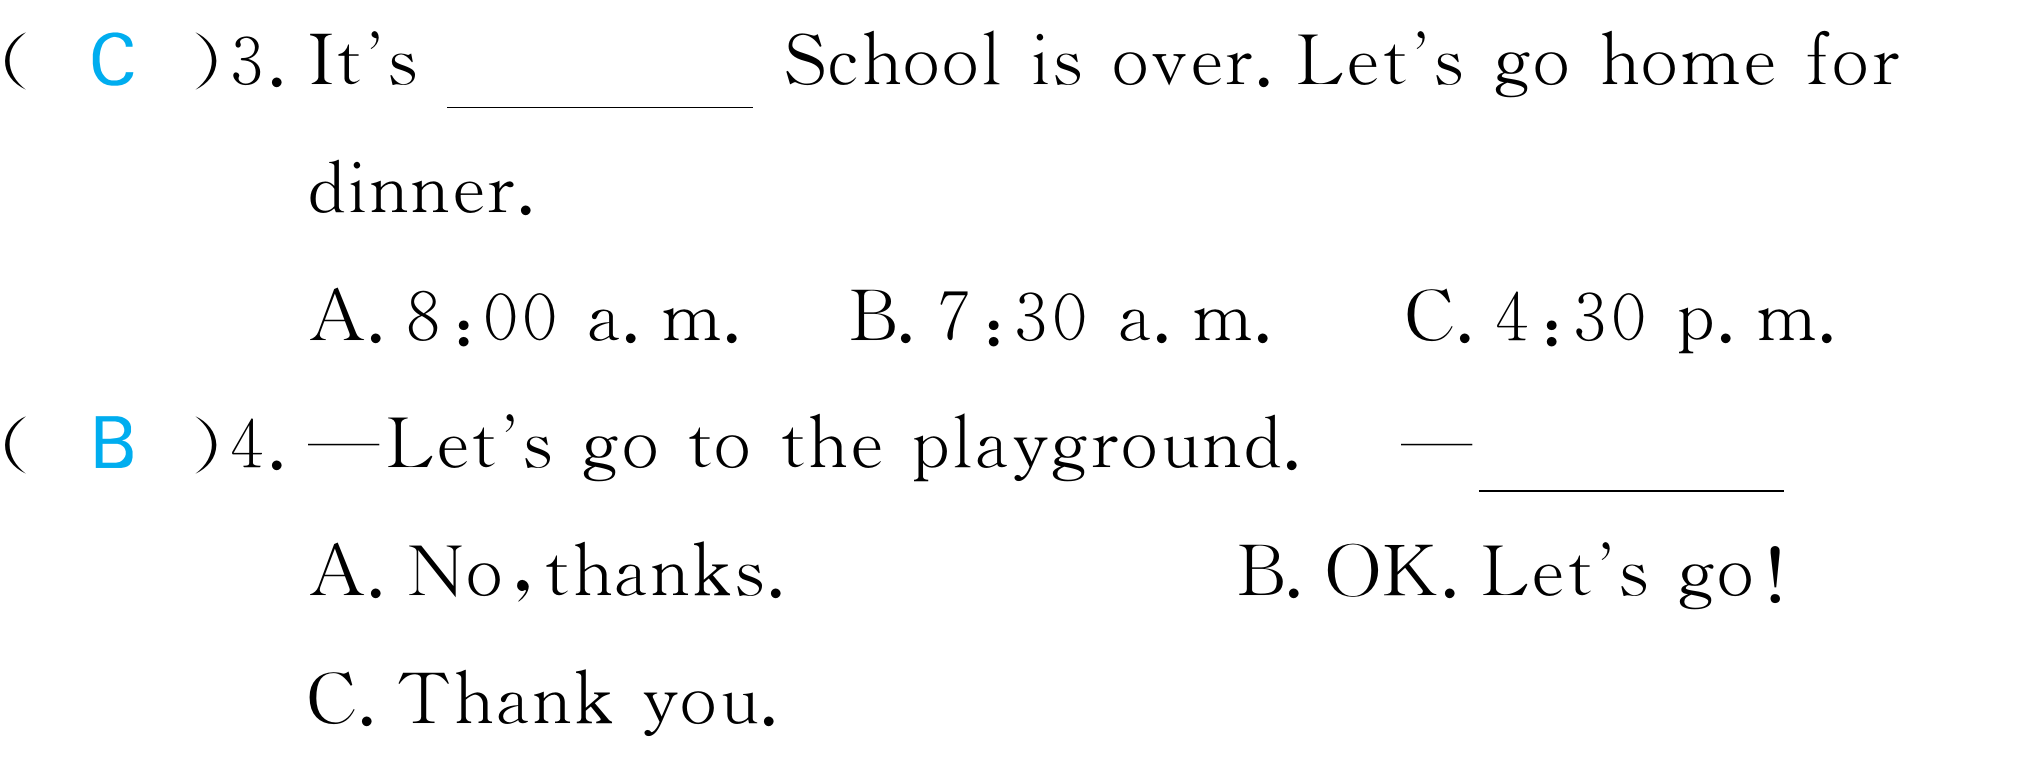 ( C )3. It's ________ School is over. Let's go home for
dinner.
A. 8:00 a. m. B. 7:30 a. m. C. 4:30 p. m.
( B )4. —Let's go to the playground. —________
A. No, thanks. B. OK. Let's go!
C. Thank you.